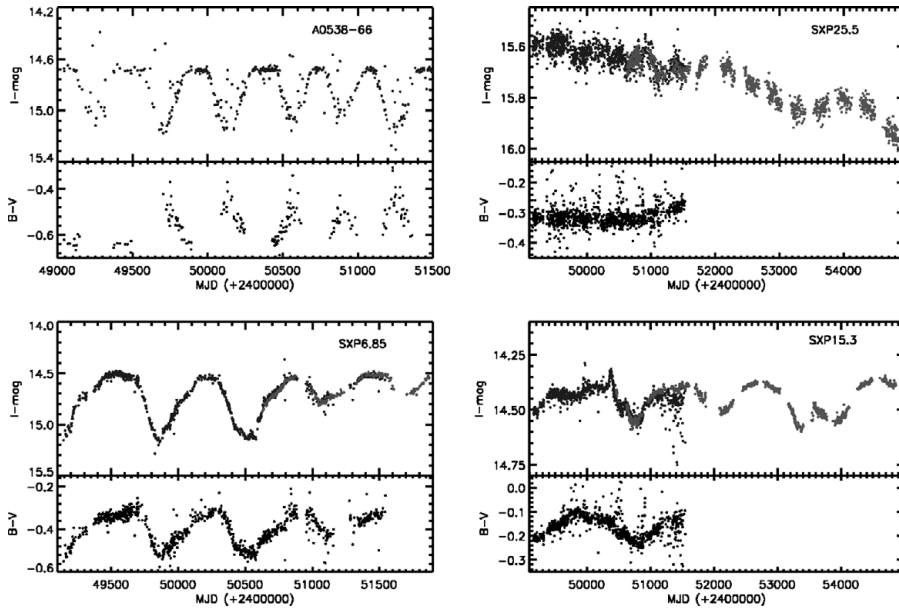 A0538-66
I-mag
14.2
14.6
15.0
15.4
B-V
-0.4
-0.6
49000 49500 50000 50500 51000 51500
MJD (+2400000)
SXP25.5
I-mag
15.6
15.8
16.0
B-V
-0.2
-0.3
-0.4
50000 51000 52000 53000 54000
MJD (+2400000)
SXP6.85
I-mag
14.0
14.5
15.0
15.5
B-V
-0.2
-0.4
-0.6
49500 50000 50500 51000 51500
MJD (+2400000)
SXP15.3
I-mag
14.25
14.50
14.75
B-V
0.0
-0.1
-0.2
-0.3
50000 51000 52000 53000 54000
MJD (+2400000)